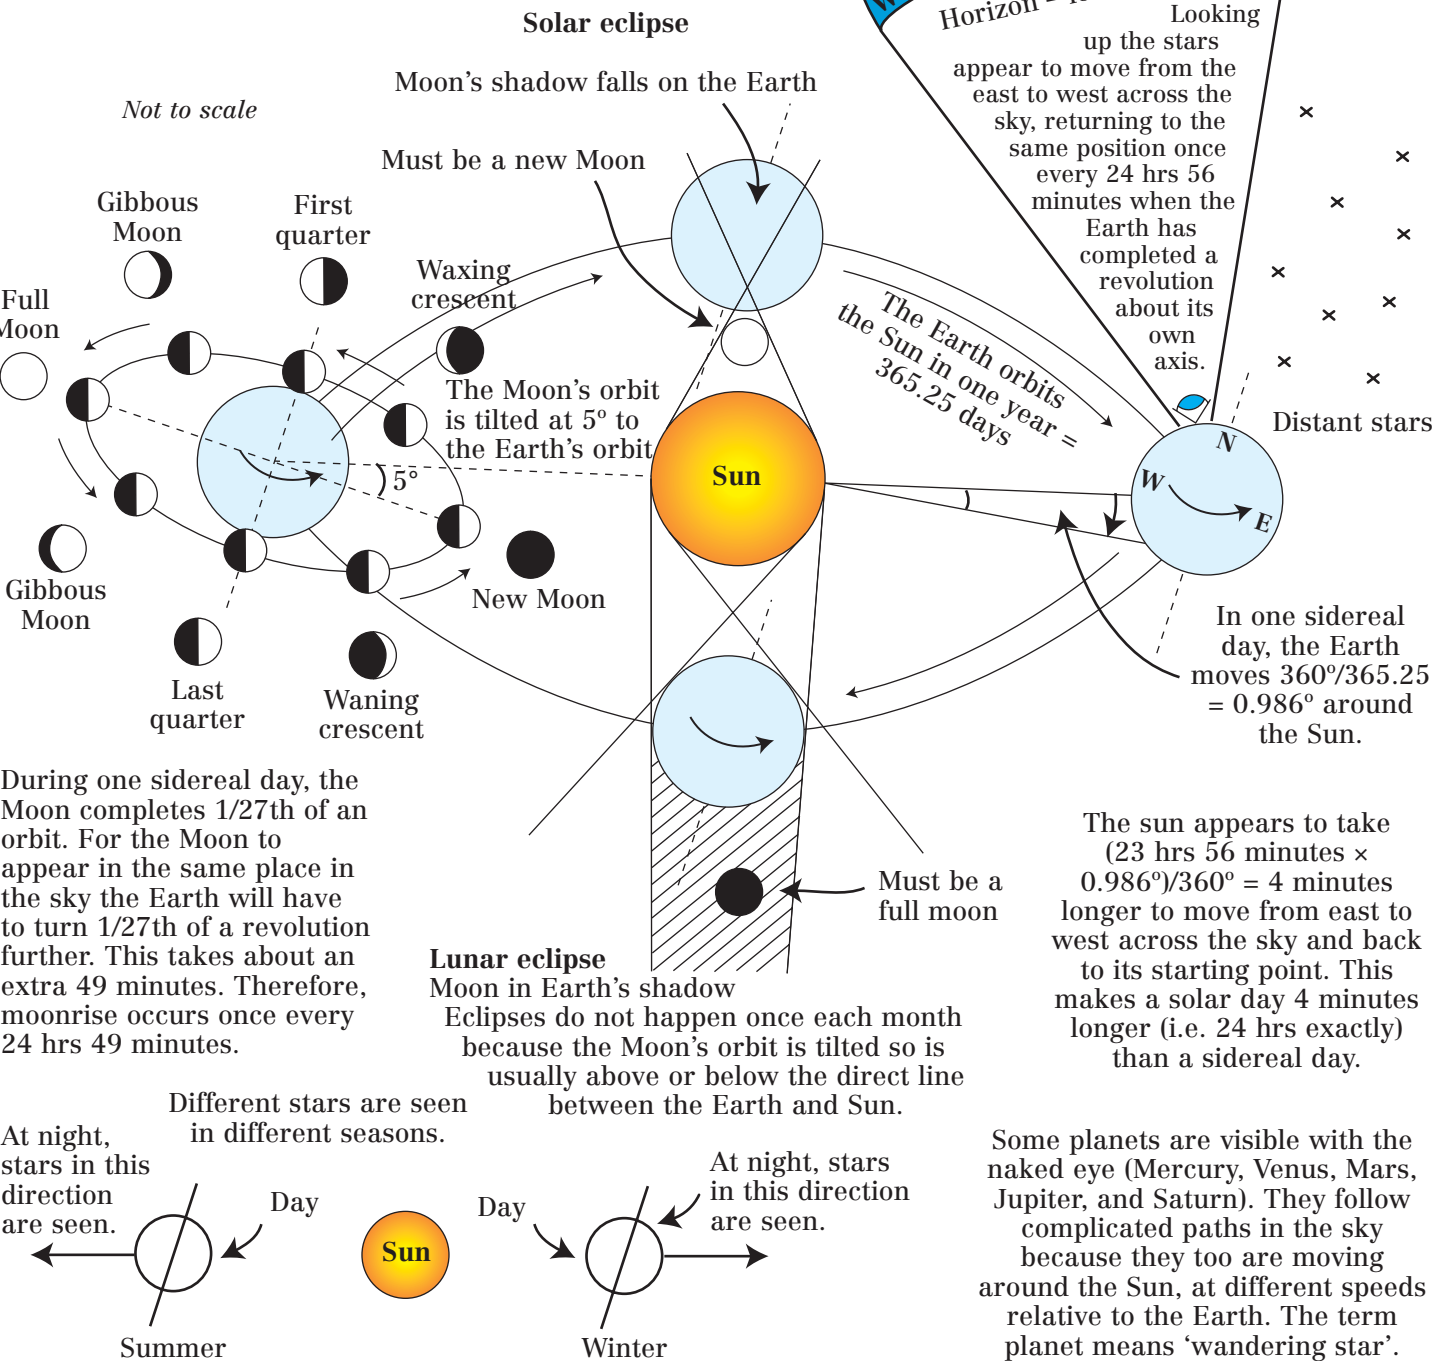 Solar eclipse
Moon's shadow falls on the Earth
Not to scale
Must be a new Moon
Horizon
Looking
up the stars
appear to move from the
east to west across the
sky, returning to the
same position once
every 24 hrs 56
minutes when the
Earth has
completed a
revolution
about its
own
axis.
Gibbous
Moon
First
quarter
Waxing
crescent
Full
Moon
The Moon's orbit
is tilted at 5º to
the Earth's orbit
5°
Sun
The Earth orbits
the Sun in one year =
365.25 days
Distant stars
N
W
E
Gibbous
Moon
New Moon
Last
quarter
Waning
crescent
In one sidereal
day, the Earth
moves 360º/365.25
= 0.986º around
the Sun.
During one sidereal day, the
Moon completes 1/27th of an
orbit. For the Moon to
appear in the same place in
the sky the Earth will have
to turn 1/27th of a revolution
further. This takes about an
extra 49 minutes. Therefore,
moonrise occurs once every
24 hrs 49 minutes.
Must be a
full moon
The sun appears to take
(23 hrs 56 minutes ×
0.986º)/360º = 4 minutes
longer to move from east to
west across the sky and back
to its starting point. This
makes a solar day 4 minutes
longer (i.e. 24 hrs exactly)
than a sidereal day.
Lunar eclipse
Moon in Earth's shadow
Eclipses do not happen once each month
because the Moon's orbit is tilted so is
usually above or below the direct line
between the Earth and Sun.
Different stars are seen
in different seasons.
At night,
stars in this
direction
are seen.
Day
Sun
Day
At night, stars
in this direction
are seen.
Summer
Winter
Some planets are visible with the
naked eye (Mercury, Venus, Mars,
Jupiter, and Saturn). They follow
complicated paths in the sky
because they too are moving
around the Sun, at different speeds
relative to the Earth. The term
planet means 'wandering star'.